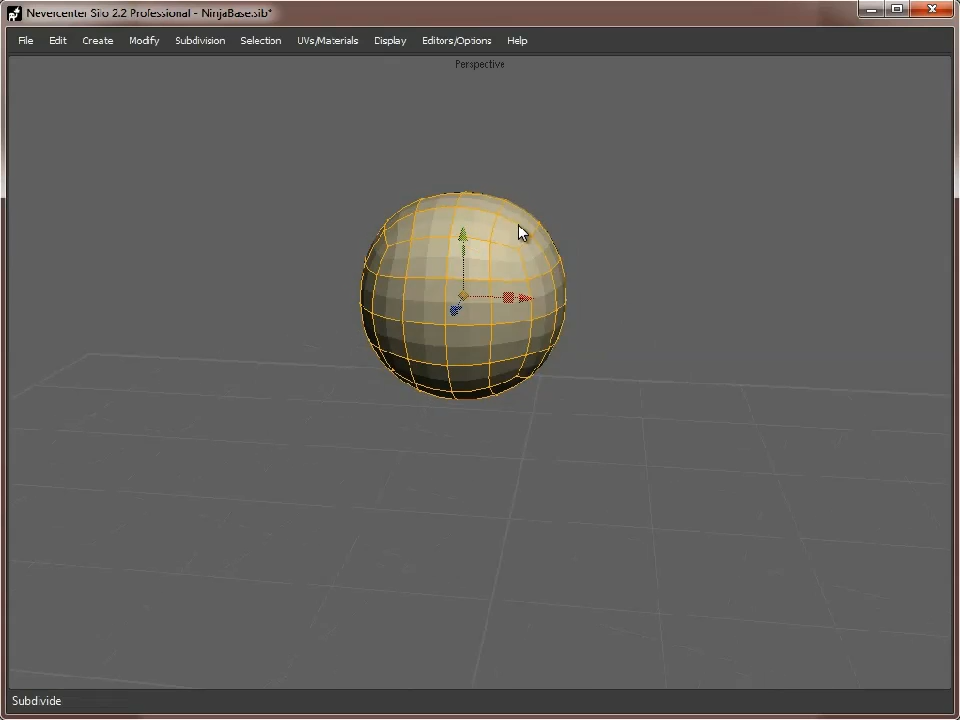 Nevercenter Silo 2.2 Professional - NinjaBase.sib*
File Edit Create Modify Subdivision Selection UVs/Materials Display Editors/Options Help
Perspective
Subdivide